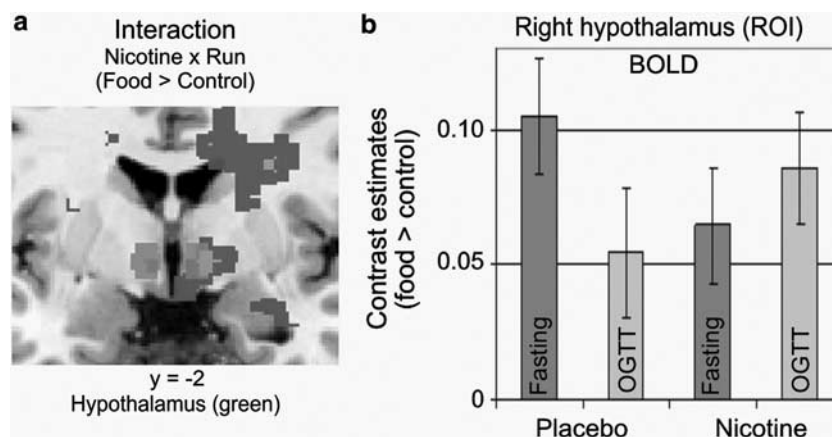 a
Interaction
Nicotine x Run
(Food > Control)
y = -2
Hypothalamus (green)
b
Right hypothalamus (ROI)
BOLD
Contrast estimates
(food > control)
0.10
0.05
0
Fasting
OGTT
Fasting
OGTT
Placebo
Nicotine